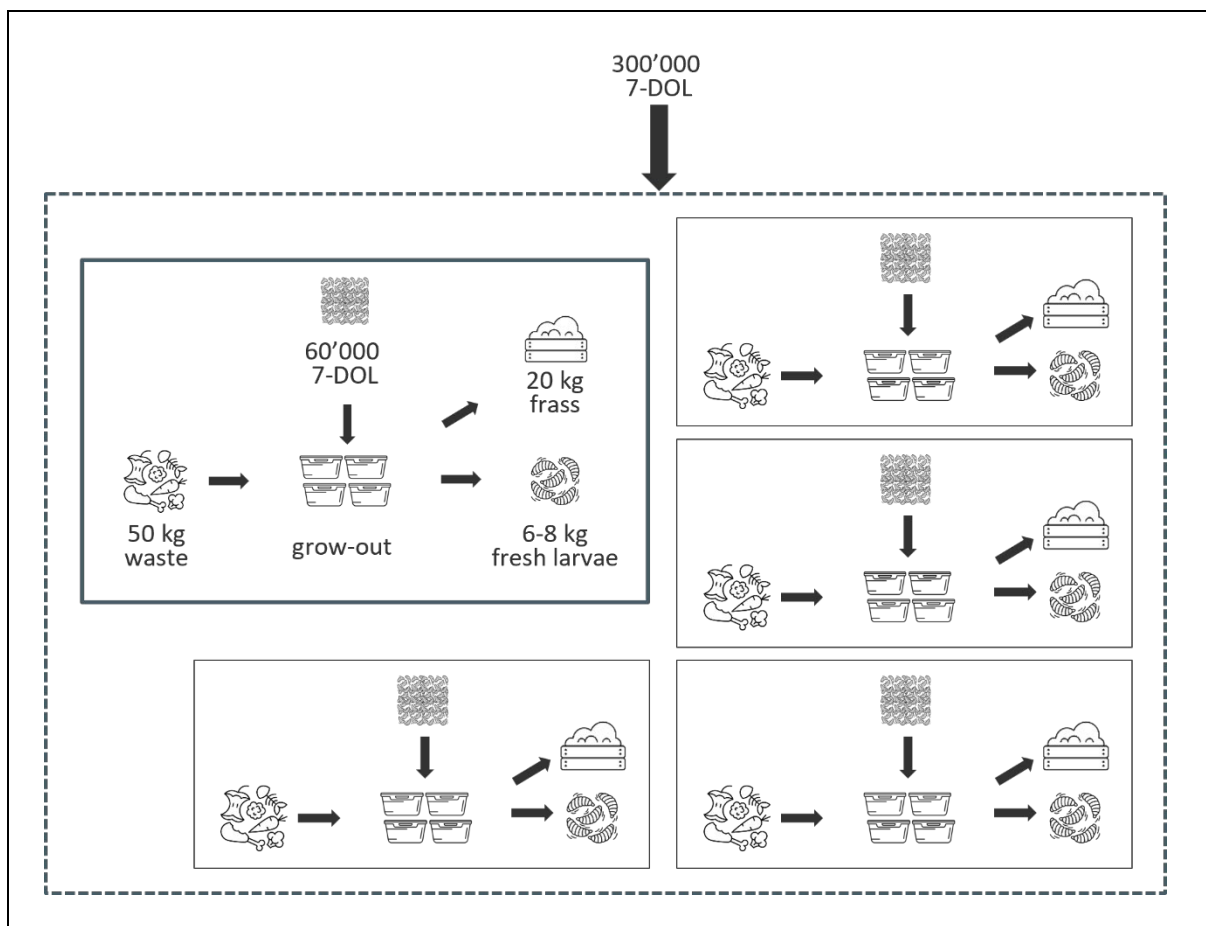 300’000
7-DOL
60’000
7-DOL
20 kg
frass
50 kg
waste
grow-out
6-8 kg
fresh larvae